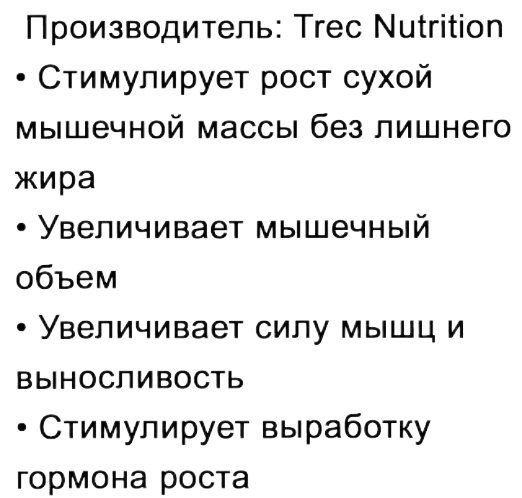 Производитель: Trec Nutrition
• Стимулирует рост сухой
мышечной массы без лишнего
жира
• Увеличивает мышечный
объем
• Увеличивает силу мышц и
выносливость
• Стимулирует выработку
гормона роста